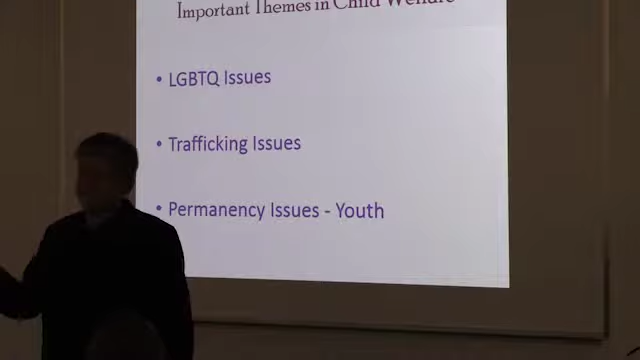 Important Themes in Child Welfare
• LGBTQ Issues
• Trafficking Issues
• Permanency Issues - Youth